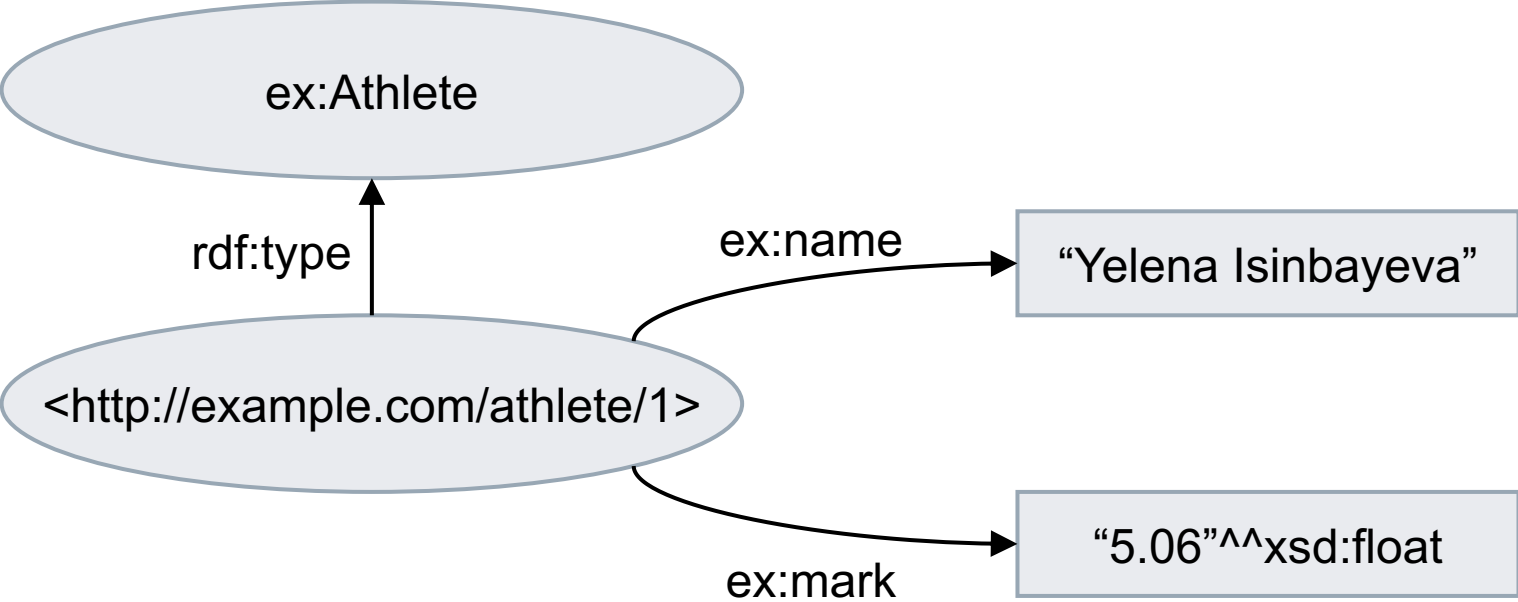 ex:Athlete
rdf:type
ex:name
“Yelena Isinbayeva”
<http://example.com/athlete/1>
“5.06”^^xsd:float
ex:mark